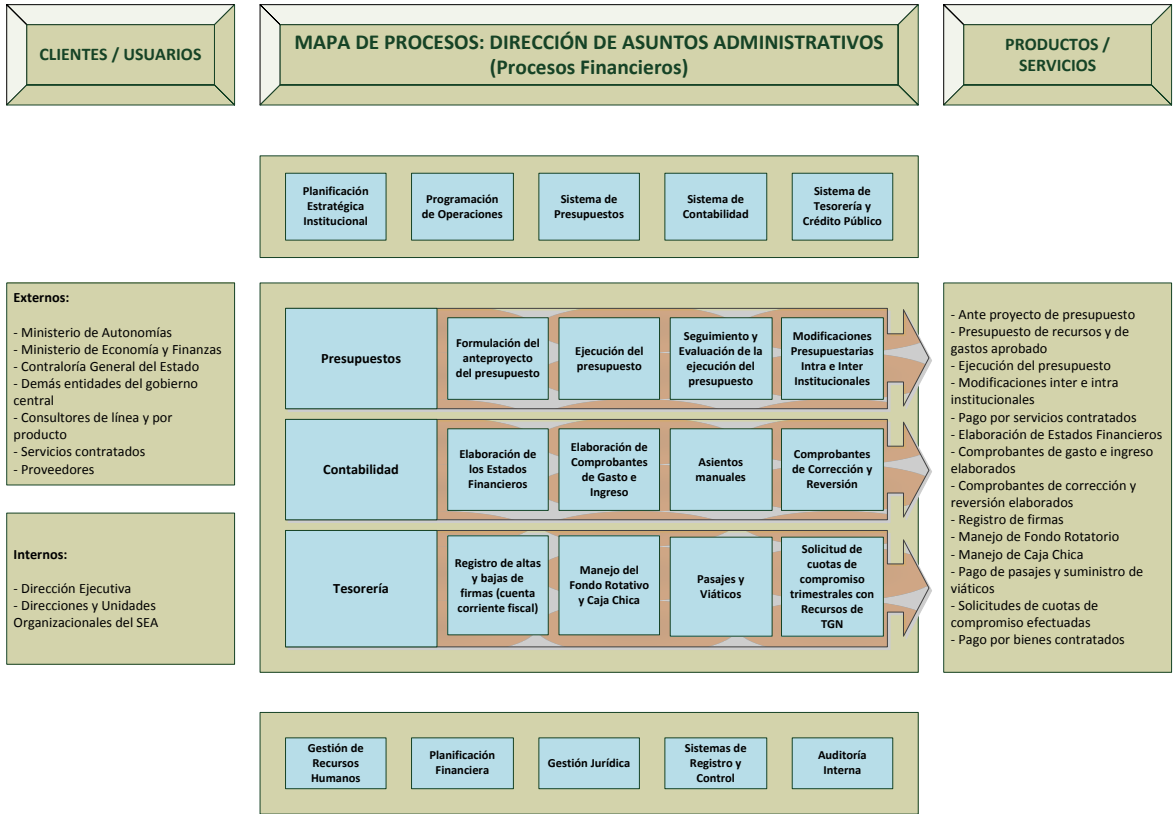 CLIENTES / USUARIOS
MAPA DE PROCESOS: DIRECCIÓN DE ASUNTOS ADMINISTRATIVOS
(Procesos Financieros)
PRODUCTOS /
SERVICIOS
Planificación
Estratégica
Institucional
Programación
de Operaciones
Sistema de
Presupuestos
Sistema de
Contabilidad
Sistema de
Tesorería y
Crédito Público
Externos:
- Ministerio de Autonomías
- Ministerio de Economía y Finanzas
- Contraloría General del Estado
- Demás entidades del gobierno
central
- Consultores de línea y por
producto
- Servicios contratados
- Proveedores
Internos:
- Dirección Ejecutiva
- Direcciones y Unidades
Organizacionales del SEA
Presupuestos
Formulación del
anteproyecto
del presupuesto
Ejecución del
presupuesto
Seguimiento y
Evaluación de la
ejecución del
presupuesto
Modificaciones
Presupuestarias
Intra e Inter
Institucionales
Contabilidad
Elaboración de
los Estados
Financieros
Elaboración de
Comprobantes
de Gasto e
Ingreso
Asientos
manuales
Comprobantes
de Corrección y
Reversión
Tesorería
Registro de altas
y bajas de
firmas (cuenta
corriente fiscal)
Manejo del
Fondo Rotativo
y Caja Chica
Pasajes y
Viáticos
Solicitud de
cuotas de
compromiso
trimestrales con
Recursos de
TGN
- Ante proyecto de presupuesto
- Presupuesto de recursos y de
gastos aprobado
- Ejecución del presupuesto
- Modificaciones inter e intra
institucionales
- Pago por servicios contratados
- Elaboración de Estados Financieros
- Comprobantes de gasto e ingreso
elaborados
- Comprobantes de corrección y
reversión elaborados
- Registro de firmas
- Manejo de Fondo Rotatorio
- Manejo de Caja Chica
- Pago de pasajes y suministro de
viáticos
- Solicitudes de cuotas de
compromiso efectuadas
- Pago por bienes contratados
Gestión de
Recursos
Humanos
Planificación
Financiera
Gestión Jurídica
Sistemas de
Registro y
Control
Auditoría
Interna